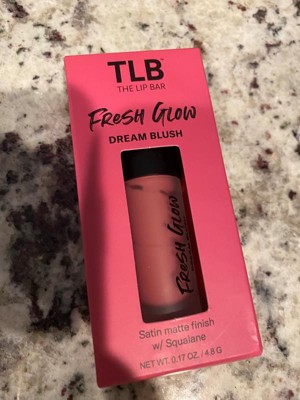 TLB™
THE LIP BAR
FReSH GLOW
DREAM BLUSH
FReSH GLOW
Satin matte finish
w/ Squalane
NET WT. 0.17 OZ. / 4.8 G